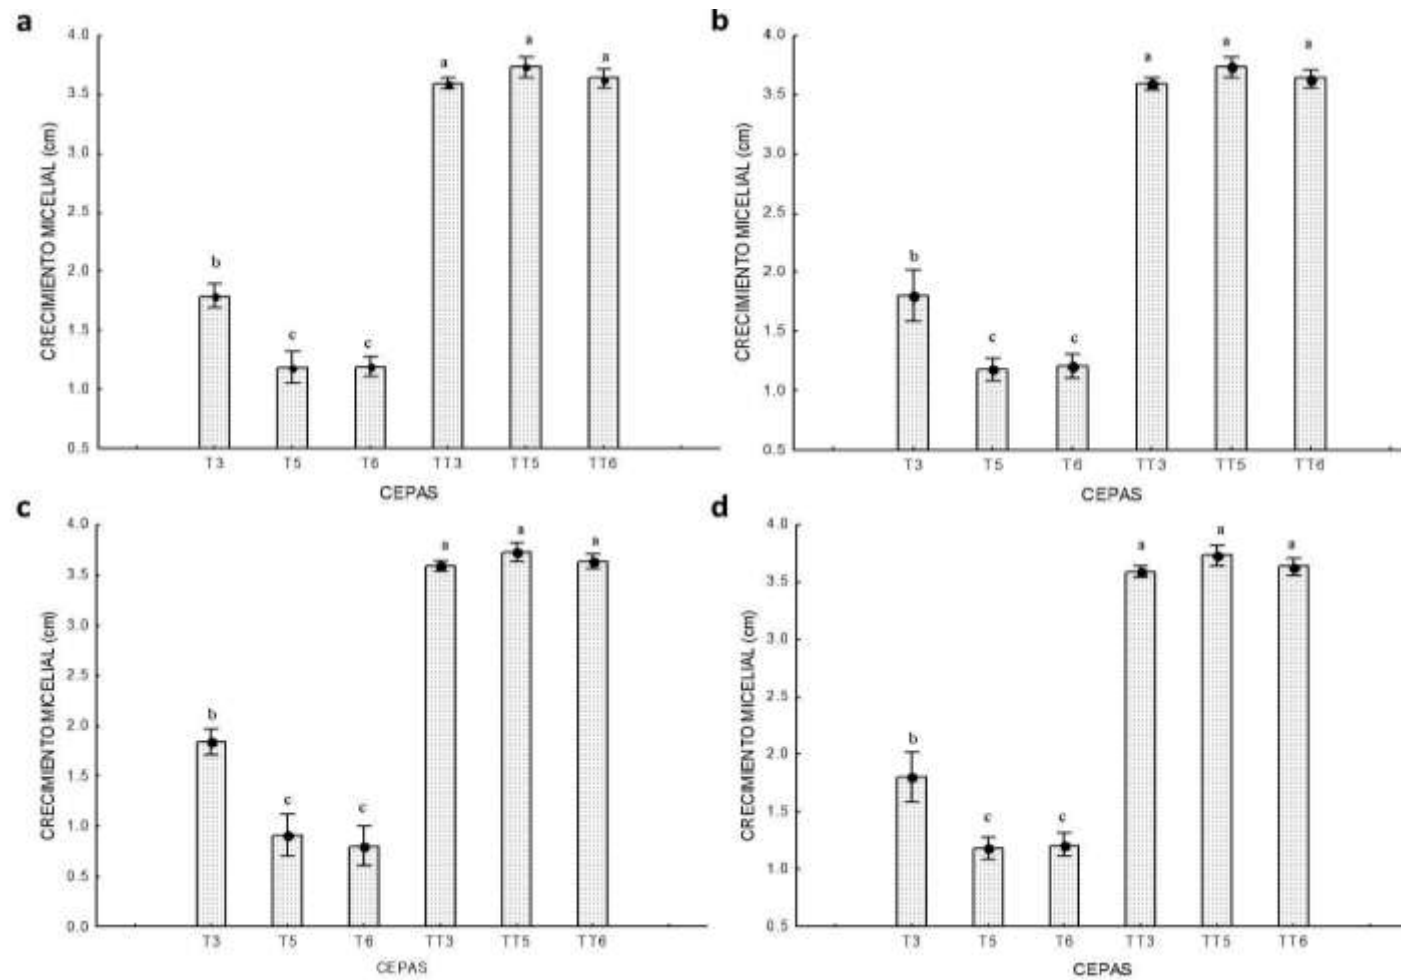 a
4.0
3.5
3.0
2.5
2.0
1.5
1.0
0.5
CRECIMIENTO MICELIAL (cm)
b
c
c
a
a
a
T3 T5 T6 TT3 TT5 TT6
CEPAS
b
4.0
3.5
3.0
2.5
2.0
1.5
1.0
0.5
CRECIMIENTO MICELIAL (cm)
b
c
c
a
a
a
T3 T5 T6 TT3 TT5 TT6
CEPAS
c
4.0
3.5
3.0
2.5
2.0
1.5
1.0
0.5
0.0
CRECIMIENTO MICELIAL (cm)
b
c
c
a
a
a
T3 T5 T6 TT3 TT5 TT6
CEPAS
d
4.0
3.5
3.0
2.5
2.0
1.5
1.0
0.5
CRECIMIENTO MICELIAL (cm)
b
c
c
a
a
a
T3 T5 T6 TT3 TT5 TT6
CEPAS